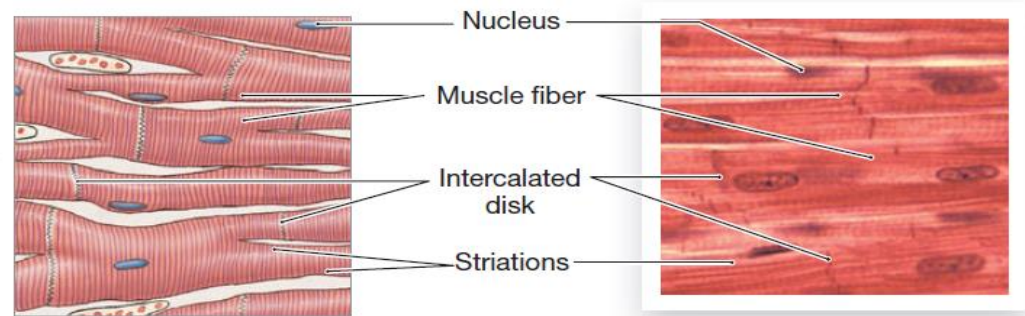 Nucleus
Muscle fiber
Intercalated
disk
Striations